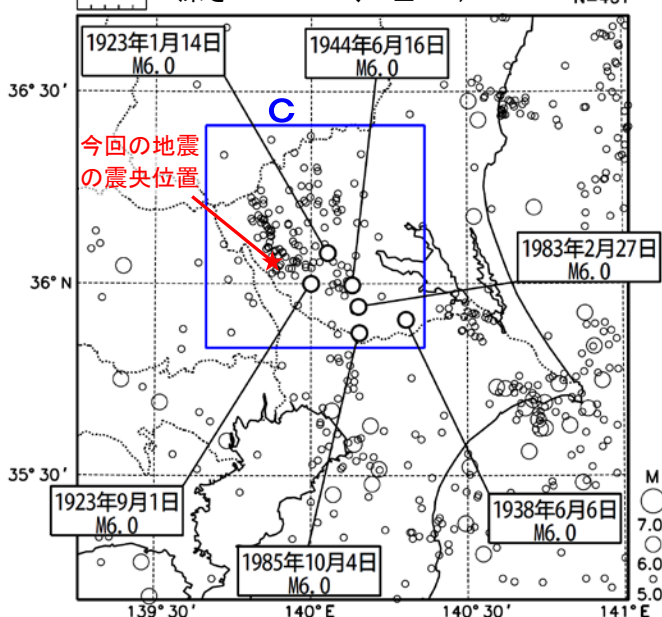 1923年1月14日
M6.0
1944年6月16日
M6.0
36°30′
C
今回の地震
の震央位置
1983年2月27日
M6.0
36°N
35°30′
1923年9月1日
M6.0
1985年10月4日
M6.0
1938年6月6日
M6.0
M
7.0
6.0
5.0
139°30′
140°E
140°30′
141°E